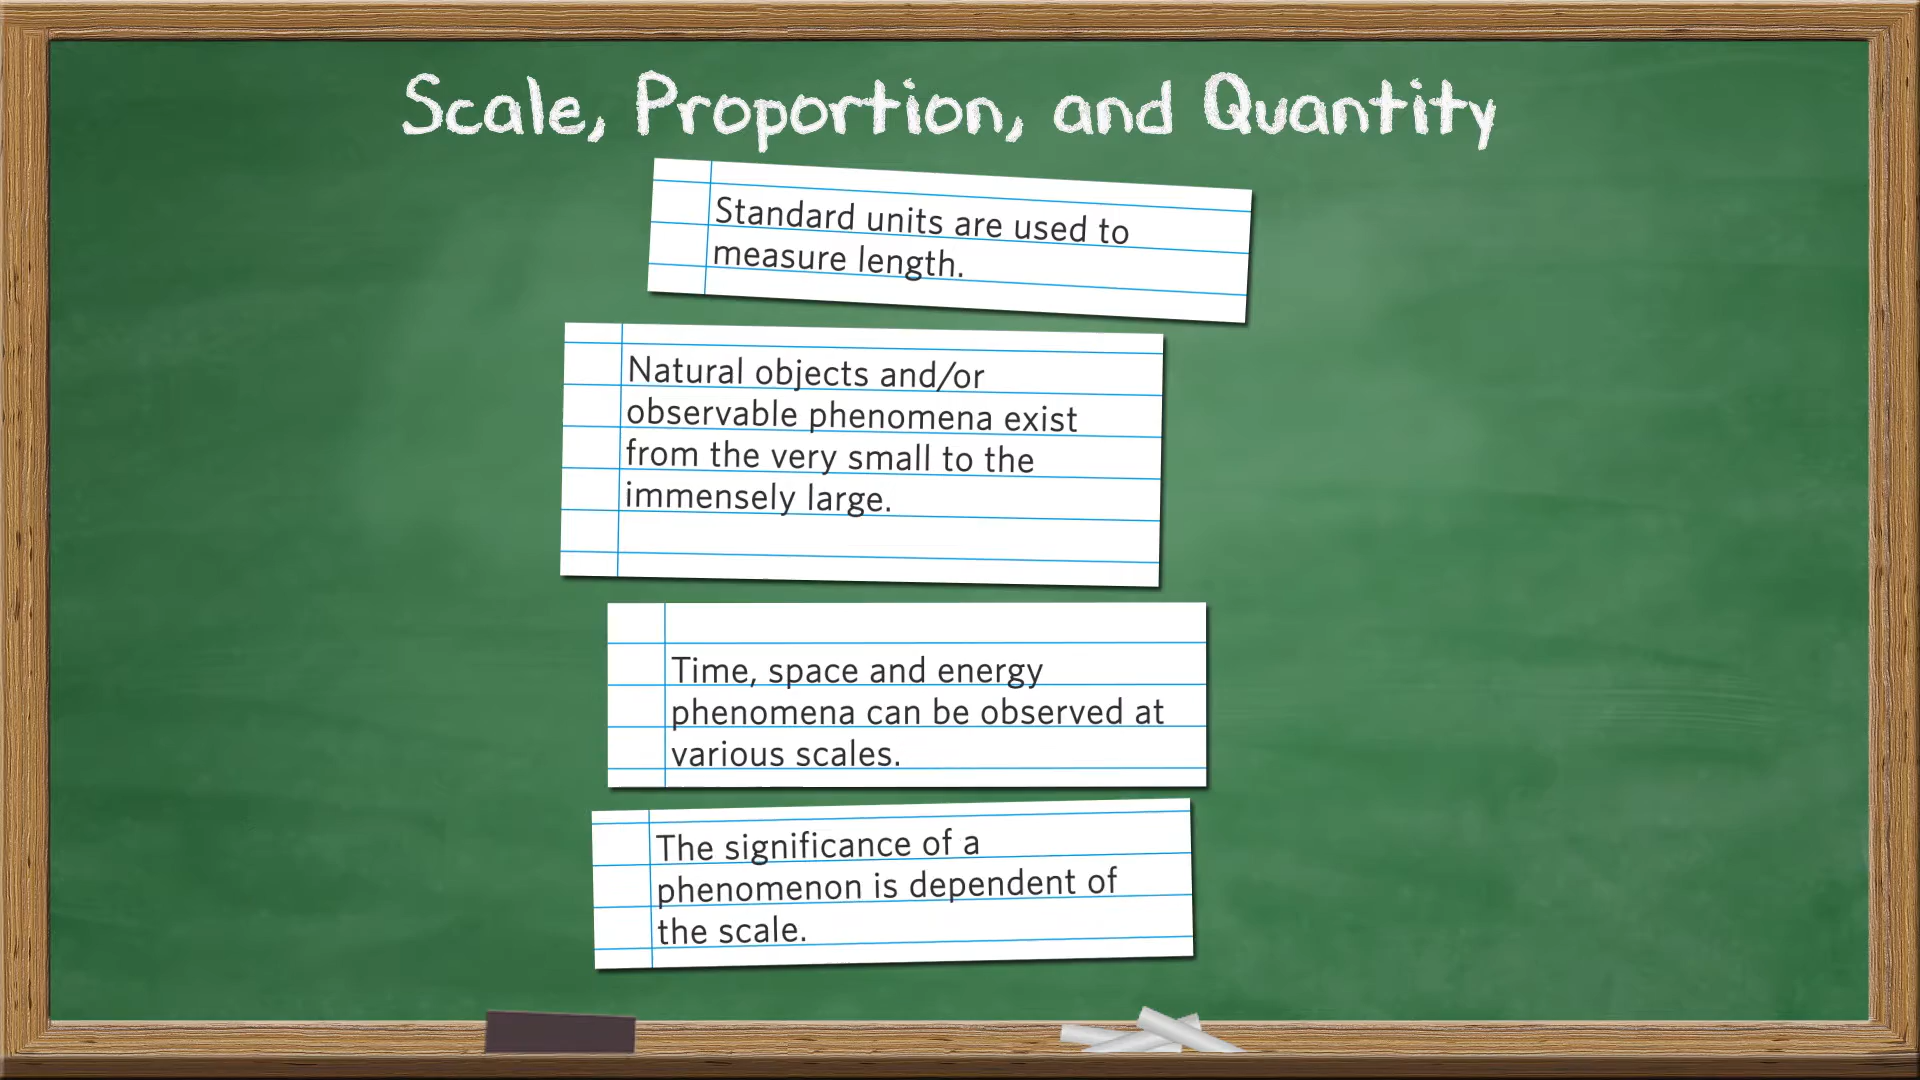 Scale, Proportion, and Quantity
Standard units are used to
measure length.
Natural objects and/or
observable phenomena exist
from the very small to the
immensely large.
Time, space and energy
phenomena can be observed at
various scales.
The significance of a
phenomenon is dependent of
the scale.